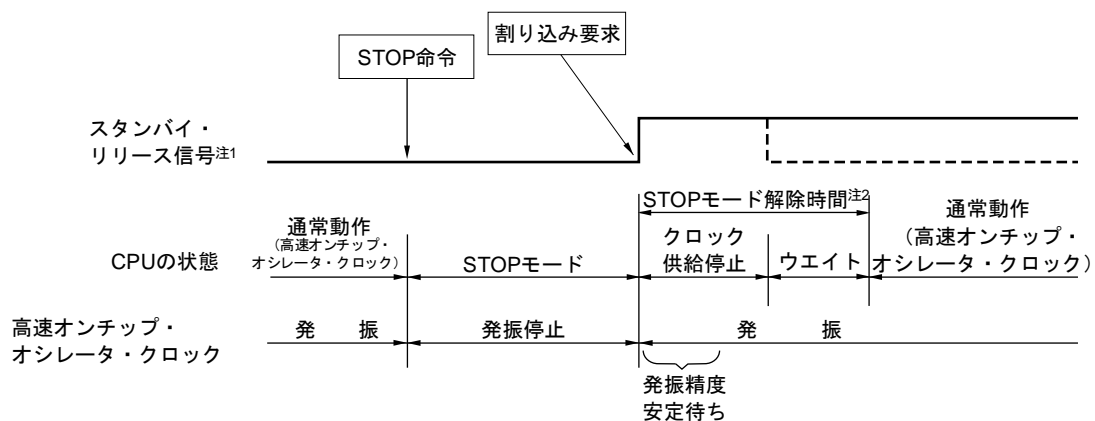 割り込み要求
STOP命令
スタンバイ・
リリース信号注1
STOPモード解除時間注2
通常動作
（高速オンチップ・
オシレータ・クロック）
CPUの状態
STOPモード
クロック
供給停止
ウエイト
通常動作
（高速オンチップ・
オシレータ・クロック）
高速オンチップ・
オシレータ・クロック
発　振
発振停止
発　振
発振精度
安定待ち